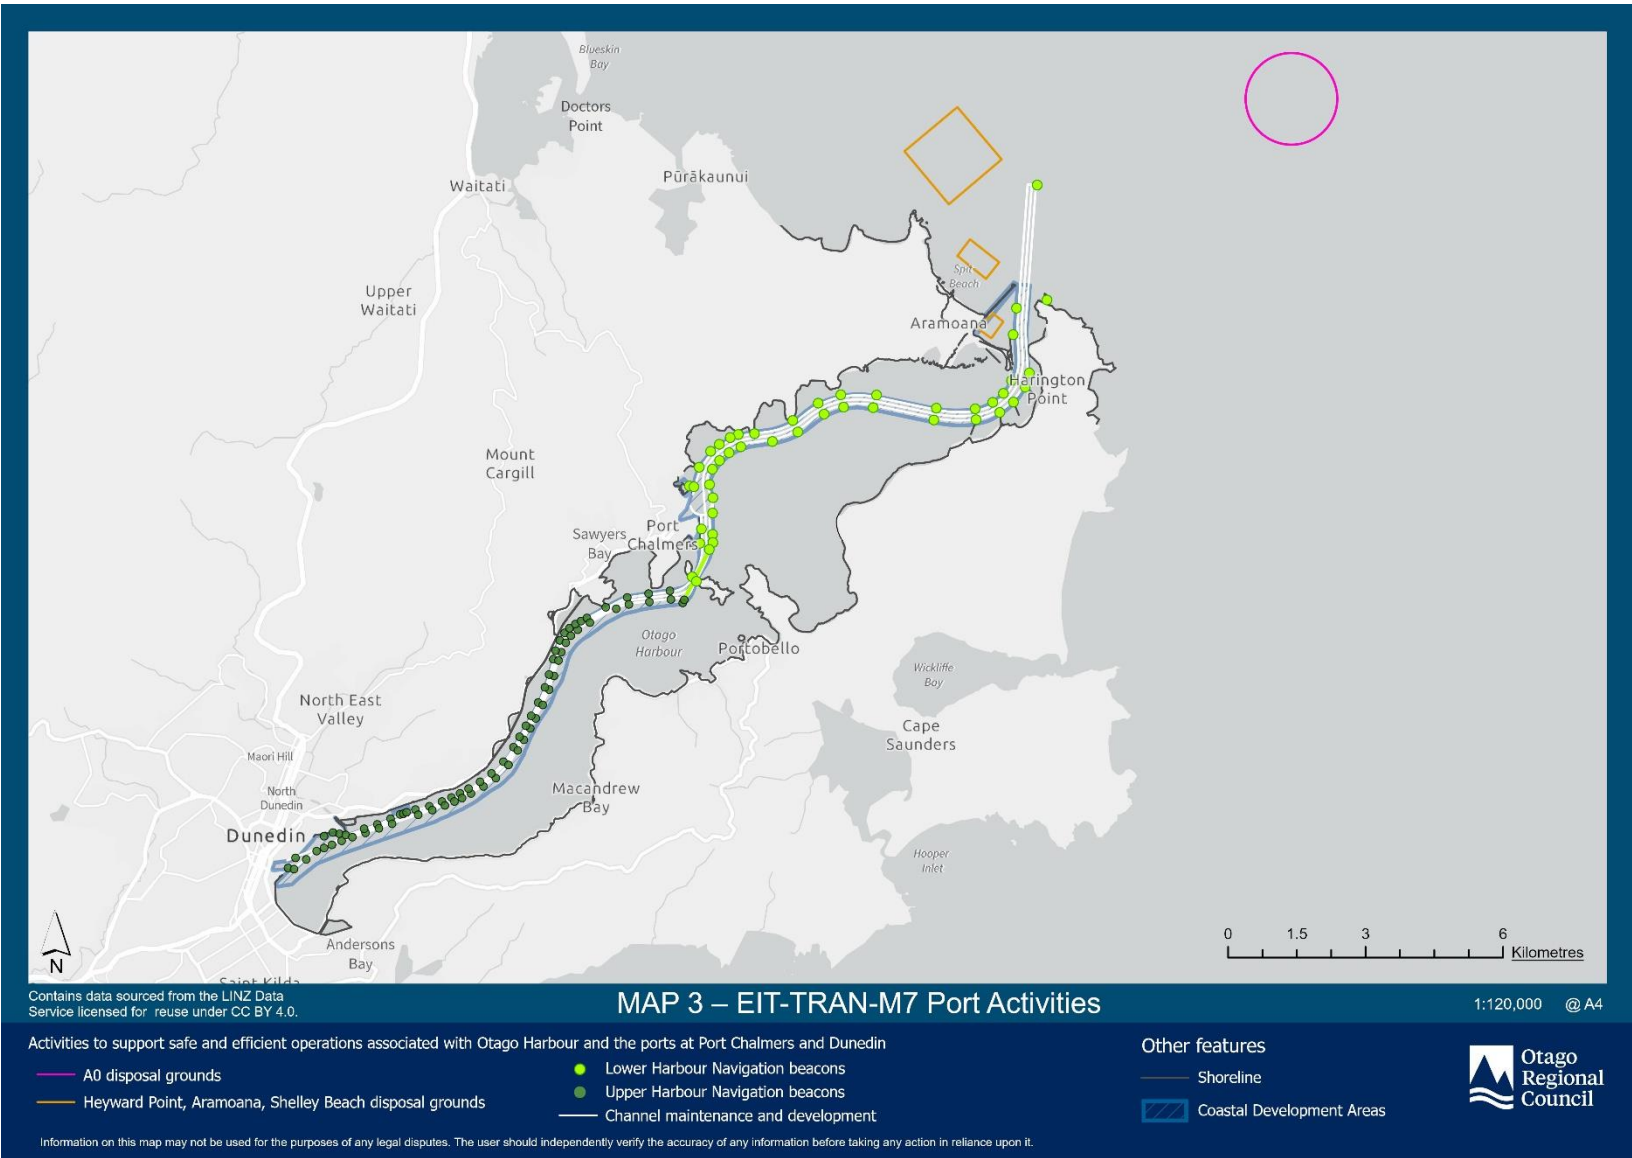 Blueskin
Bay
Doctors
Point
Waitati
Pūrākaunui
Upper
Waitati
Spit
Beach
Aramoana
Harington
Point
Mount
Cargill
Sawyers
Bay
Port
Chalmers
Otago
Harbour
Portobello
Wickliffe
Bay
North East
Valley
Cape
Saunders
Maori Hill
North
Dunedin
Macandrew
Bay
Dunedin
Hooper
Inlet
Andersons
Bay
Saint Kilda
N
0 1.5 3 6
Kilometres
Contains data sourced from the LINZ Data
Service licensed for reuse under CC BY 4.0.
MAP 3 – EIT-TRAN-M7 Port Activities
1:120,000 @ A4
Activities to support safe and efficient operations associated with Otago Harbour and the ports at Port Chalmers and Dunedin
A0 disposal grounds
Heyward Point, Aramoana, Shelley Beach disposal grounds
Lower Harbour Navigation beacons
Upper Harbour Navigation beacons
Channel maintenance and development
Other features
Shoreline
Coastal Development Areas
Otago
Regional
Council
Information on this map may not be used for the purposes of any legal disputes. The user should independently verify the accuracy of any information before taking any action in reliance upon it.